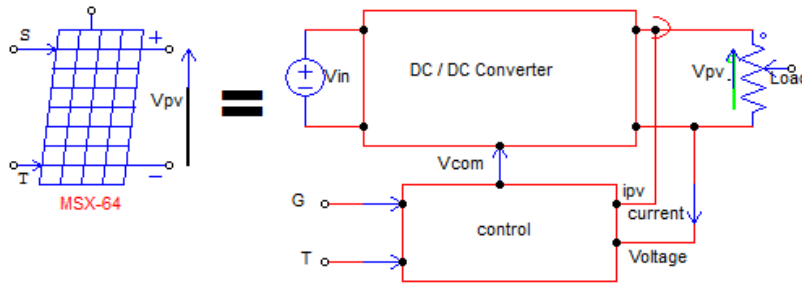 S
+
Vpv
T
−
MSX-64
=
+
−
Vin
DC / DC Converter
Vpv
Load
Vcom
G
T
control
ipv
current
Voltage